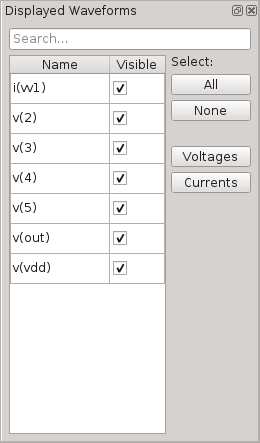 Displayed Waveforms
Search...
Select:
Name Visible
All
i(vv1)
None
v(2)
v(3)
Voltages
v(4)
Currents
v(5)
v(out)
v(vdd)